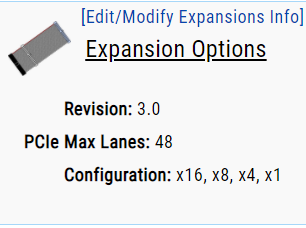 [Edit/Modify Expansions Info]
Expansion Options
Revision: 3.0
PCIe Max Lanes: 48
Configuration: x16, x8, x4, x1